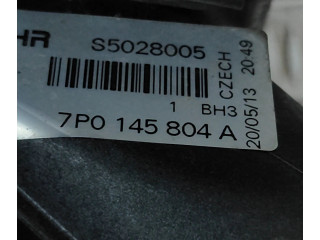 HR S5028005
1 BH3
7P0 145 804 A
CZECH
20/05/13 20:49